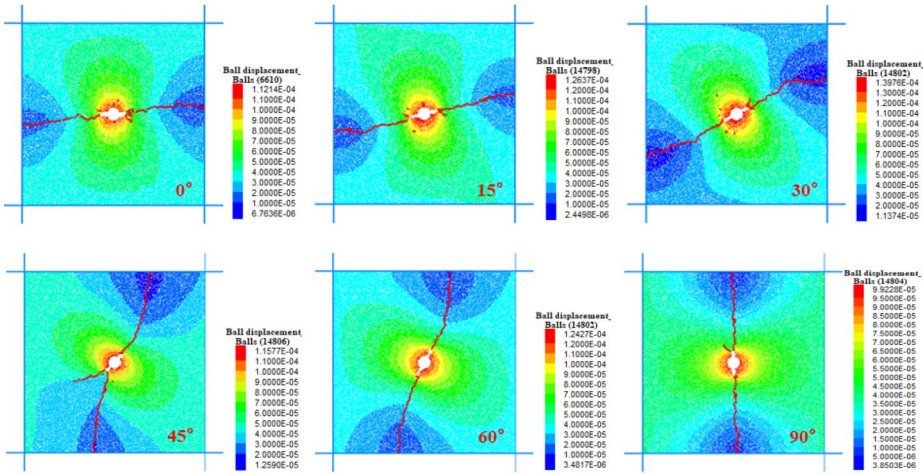 Ball displacement_
Balls (6610)
1.1214E-04
1.1000E-04
1.0000E-04
9.0000E-05
8.0000E-05
7.0000E-05
6.0000E-05
5.0000E-05
4.0000E-05
3.0000E-05
2.0000E-05
1.0000E-05
6.7636E-06
0°
Ball displacement_
Balls (14798)
1.2637E-04
1.2000E-04
1.1000E-04
1.0000E-04
9.0000E-05
8.0000E-05
7.0000E-05
6.0000E-05
5.0000E-05
4.0000E-05
3.0000E-05
2.0000E-05
1.0000E-05
2.4498E-06
15°
Ball displacement_
Balls (14802)
1.3976E-04
1.3000E-04
1.2000E-04
1.1000E-04
1.0000E-04
9.0000E-05
8.0000E-05
7.0000E-05
6.0000E-05
5.0000E-05
4.0000E-05
3.0000E-05
2.0000E-05
1.1374E-05
30°
Ball displacement_
Balls (14806)
1.1577E-04
1.1000E-04
1.0000E-04
9.0000E-05
8.0000E-05
7.0000E-05
6.0000E-05
5.0000E-05
4.0000E-05
3.0000E-05
2.0000E-05
1.2590E-05
45°
Ball displacement_
Balls (14802)
1.2427E-04
1.2000E-04
1.1000E-04
1.0000E-04
9.0000E-05
8.0000E-05
7.0000E-05
6.0000E-05
5.0000E-05
4.0000E-05
3.0000E-05
2.0000E-05
1.0000E-05
3.4817E-06
60°
Ball displacement_
Balls (14804)
9.9228E-05
9.5000E-05
9.0000E-05
8.5000E-05
8.0000E-05
7.5000E-05
7.0000E-05
6.5000E-05
6.0000E-05
5.5000E-05
5.0000E-05
4.5000E-05
4.0000E-05
3.5000E-05
3.0000E-05
2.5000E-05
2.0000E-05
1.5000E-05
1.0000E-05
5.0000E-06
3.8503E-06
90°